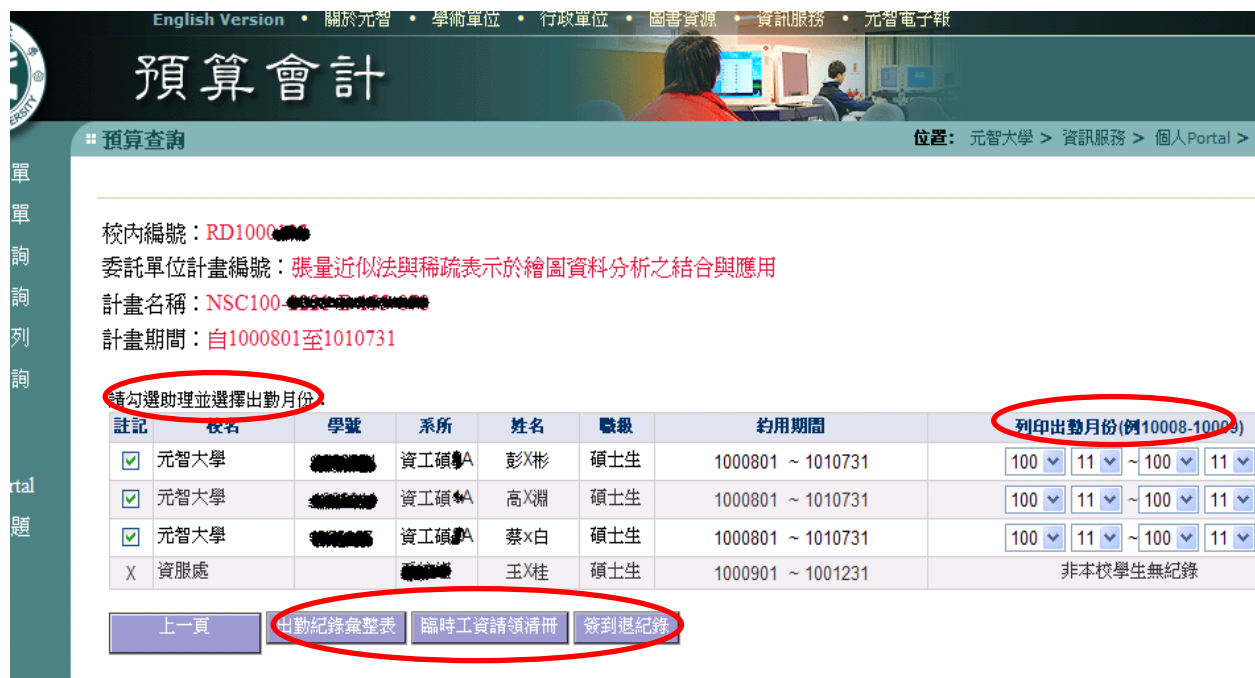 English Version • 關於元智 • 學術單位 • 行政單位 • 圖書資源 • 資訊服務 • 元智電子報
預算會計
預算查詢
位置： 元智大學 > 資訊服務 > 個人Portal >
單
單
詢
詢
列
詢
rtal
題
校內編號：RD1000
委託單位計畫編號：張量近似法與稀疏表示於繪圖資料分析之結合與應用
計畫名稱：NSC100-
計畫期間：自1000801至1010731
請勾選助理並選擇出勤月份：
註記 校名 學號 系所 姓名 職級 約用期間 列印出勤月份(例10008-10009)
元智大學 資工碩 A 彭X彬 碩士生 1000801 ~ 1010731 100 11 ~ 100 11
元智大學 資工碩 A 高X淵 碩士生 1000801 ~ 1010731 100 11 ~ 100 11
元智大學 資工碩 A 蔡x白 碩士生 1000801 ~ 1010731 100 11 ~ 100 11
X 資服處 王X桂 碩士生 1000901 ~ 1001231 非本校學生無紀錄
上一頁 出勤紀錄彙整表 臨時工資請領清冊 簽到退紀錄